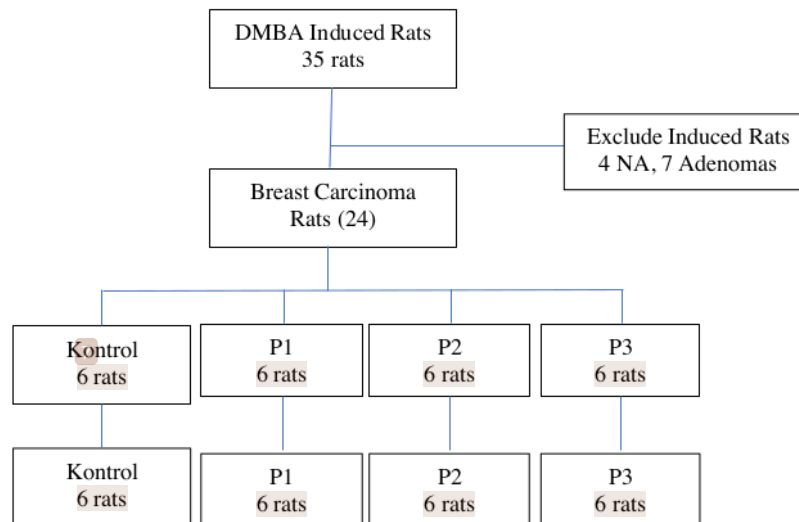 DMBA Induced Rats
35 rats
Exclude Induced Rats
4 NA, 7 Adenomas
Breast Carcinoma
Rats (24)
Kontrol
6 rats
P1
6 rats
P2
6 rats
P3
6 rats
Kontrol
6 rats
P1
6 rats
P2
6 rats
P3
6 rats